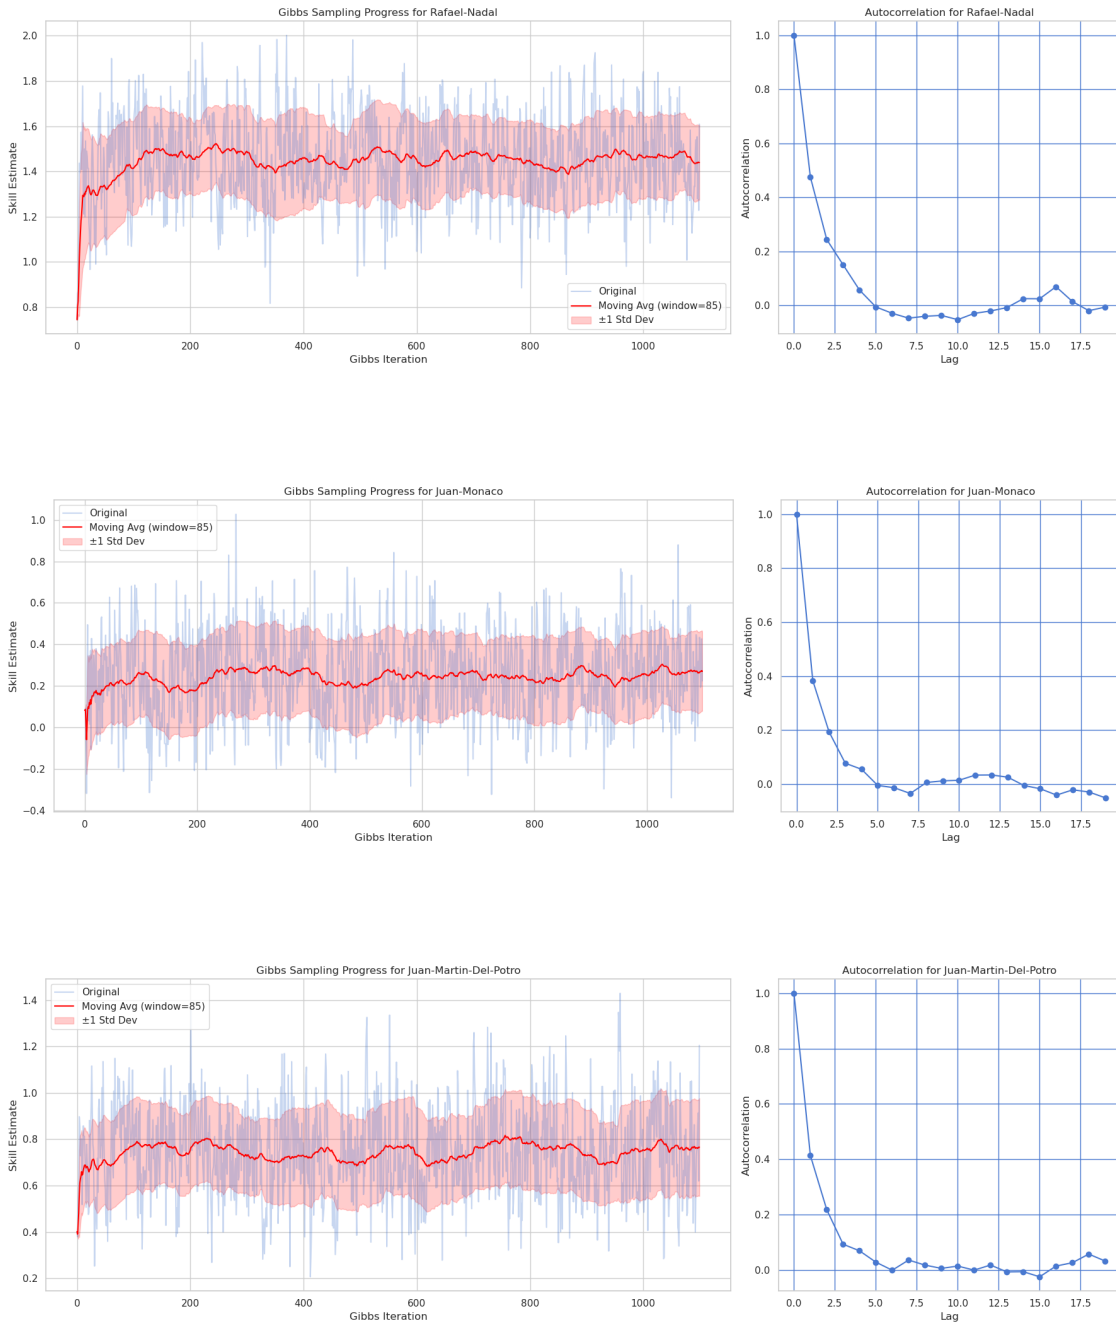 Gibbs Sampling Progress for Rafael-Nadal
Skill Estimate
2.0
1.8
1.6
1.4
1.2
1.0
0.8
Original
Moving Avg (window=85)
±1 Std Dev
0 200 400 600 800 1000
Gibbs Iteration
Autocorrelation for Rafael-Nadal
Autocorrelation
1.0
0.8
0.6
0.4
0.2
0.0
0.0 2.5 5.0 7.5 10.0 12.5 15.0 17.5
Lag
Gibbs Sampling Progress for Juan-Monaco
Skill Estimate
1.0
0.8
0.6
0.4
0.2
0.0
−0.2
−0.4
Original
Moving Avg (window=85)
±1 Std Dev
0 200 400 600 800 1000
Gibbs Iteration
Autocorrelation for Juan-Monaco
Autocorrelation
1.0
0.8
0.6
0.4
0.2
0.0
0.0 2.5 5.0 7.5 10.0 12.5 15.0 17.5
Lag
Gibbs Sampling Progress for Juan-Martin-Del-Potro
Skill Estimate
1.4
1.2
1.0
0.8
0.6
0.4
0.2
Original
Moving Avg (window=85)
±1 Std Dev
0 200 400 600 800 1000
Gibbs Iteration
Autocorrelation for Juan-Martin-Del-Potro
Autocorrelation
1.0
0.8
0.6
0.4
0.2
0.0
0.0 2.5 5.0 7.5 10.0 12.5 15.0 17.5
Lag